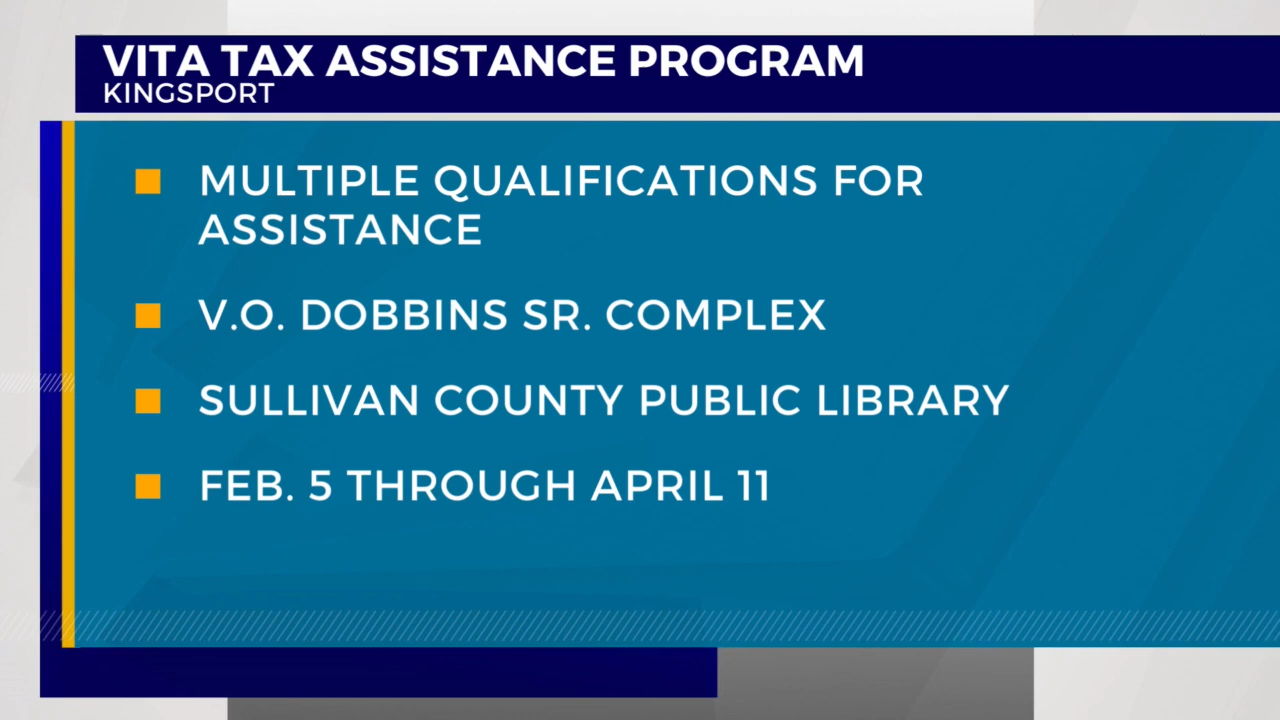 VITA TAX ASSISTANCE PROGRAM
KINGSPORT
MULTIPLE QUALIFICATIONS FOR
ASSISTANCE
V.O. DOBBINS SR. COMPLEX
SULLIVAN COUNTY PUBLIC LIBRARY
FEB. 5 THROUGH APRIL 11